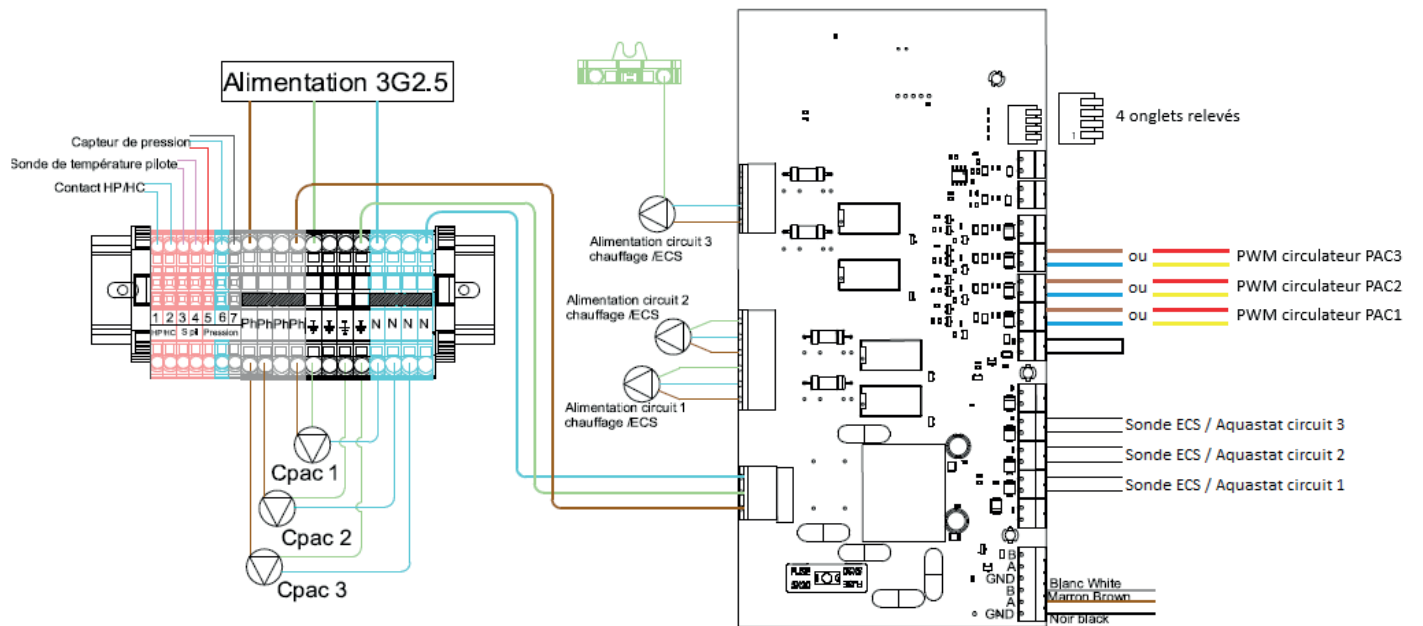 Alimentation 3G2.5
Capteur de pression
Sonde de température pilote
Contact HP/HC
1 2 3 4 5 6 7
HP/HC S pil Pression
Ph Ph Ph Ph
N N N N
Cpac 1
Cpac 2
Cpac 3
Alimentation circuit 3
chauffage /ECS
Alimentation circuit 2
chauffage /ECS
Alimentation circuit 1
chauffage /ECS
1
4 onglets relevés
ou
PWM circulateur PAC3
ou
PWM circulateur PAC2
ou
PWM circulateur PAC1
Sonde ECS / Aquastat circuit 3
Sonde ECS / Aquastat circuit 2
Sonde ECS / Aquastat circuit 1
B
A
GND
B
A
GND
Blanc White
Marron Brown
Noir black
FUSE
FUSE